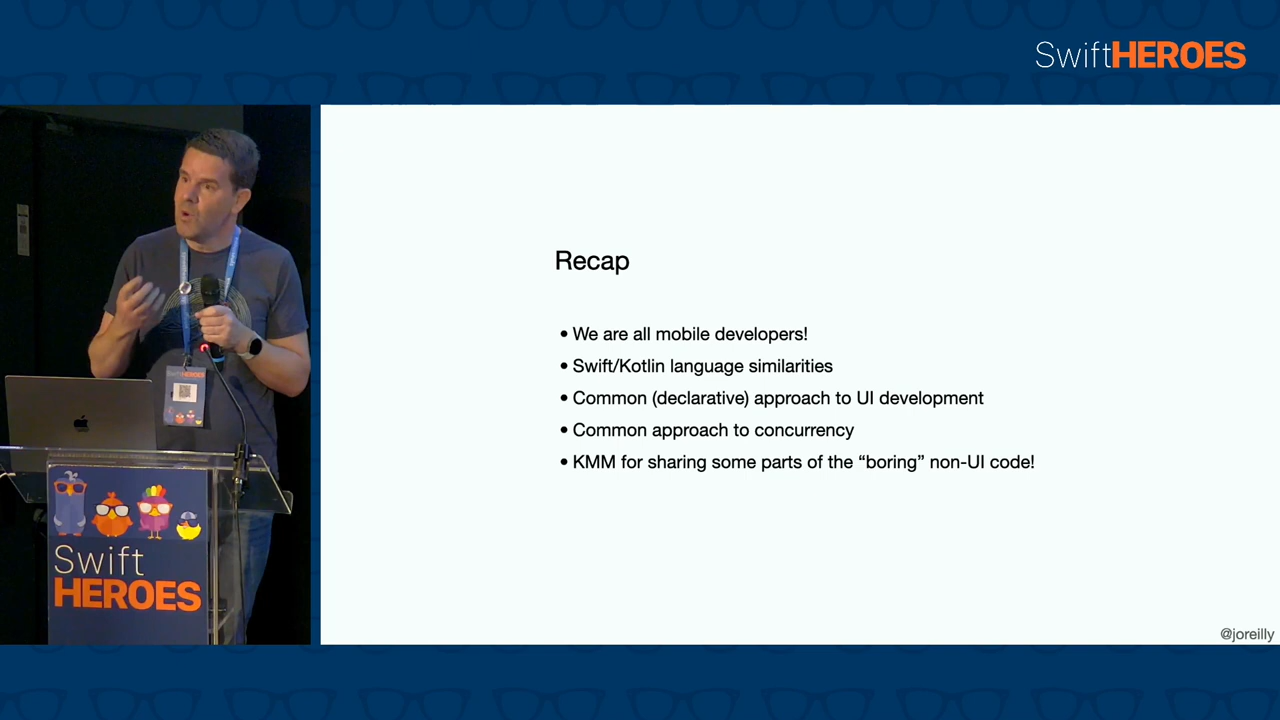 SwiftHEROES
Recap
• We are all mobile developers!
• Swift/Kotlin language similarities
• Common (declarative) approach to UI development
• Common approach to concurrency
• KMM for sharing some parts of the “boring” non-UI code!
Swift
HEROES
@joreilly